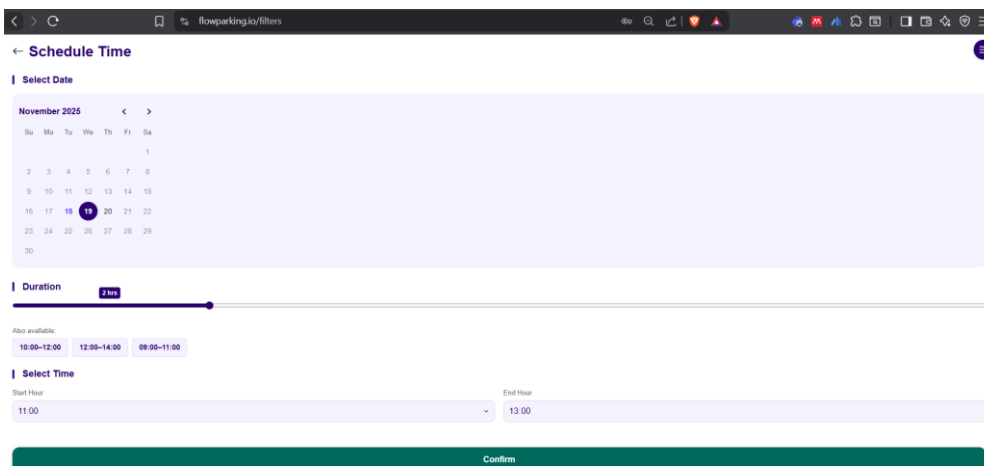 flowparking.io/filters
← Schedule Time
Select Date
November 2025 < >
Su Mo Tu We Th Fr Sa
1
2 3 4 5 6 7 8
9 10 11 12 13 14 15
16 17 18 19 20 21 22
23 24 25 26 27 28 29
30
Duration
2 hrs
Also available:
10:00–12:00 12:00–14:00 09:00–11:00
Select Time
Start Hour End Hour
11:00 13:00
Confirm